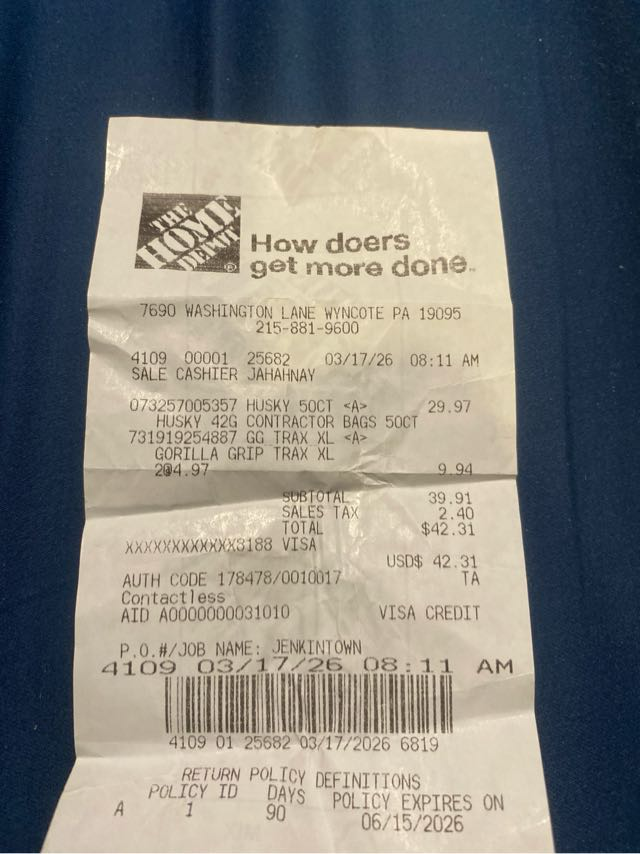 THE
HOME
DEPOT®
How doers
get more done.
7690 WASHINGTON LANE WYNCOTE PA 19095
215-881-9600
4109 00001 25682 03/17/26 08:11 AM
SALE CASHIER JAHAHNAY
073257005357 HUSKY 50CT <A> 29.97
HUSKY 42G CONTRACTOR BAGS 50CT
731919254887 GG TRAX XL <A>
GORILLA GRIP TRAX XL
2@4.97 9.94
SUBTOTAL 39.91
SALES TAX 2.40
TOTAL $42.31
XXXXXXXXXXXX8188 VISA
USD$ 42.31
AUTH CODE 178478/0010017 TA
Contactless
AID A0000000031010 VISA CREDIT
P.O.#/JOB NAME: JENKINTOWN
4109 03/17/26 08:11 AM
4109 01 25682 03/17/2026 6819
RETURN POLICY DEFINITIONS
POLICY ID DAYS POLICY EXPIRES ON
A 1 90 06/15/2026